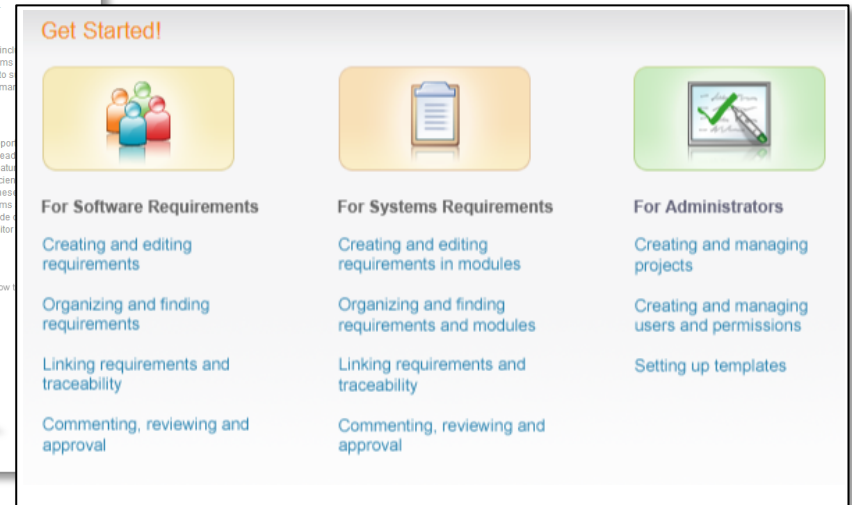 Get Started!
For Software Requirements
Creating and editing
requirements
Organizing and finding
requirements
Linking requirements and
traceability
Commenting, reviewing and
approval
For Systems Requirements
Creating and editing
requirements in modules
Organizing and finding
requirements and modules
Linking requirements and
traceability
Commenting, reviewing and
approval
For Administrators
Creating and managing
projects
Creating and managing
users and permissions
Setting up templates